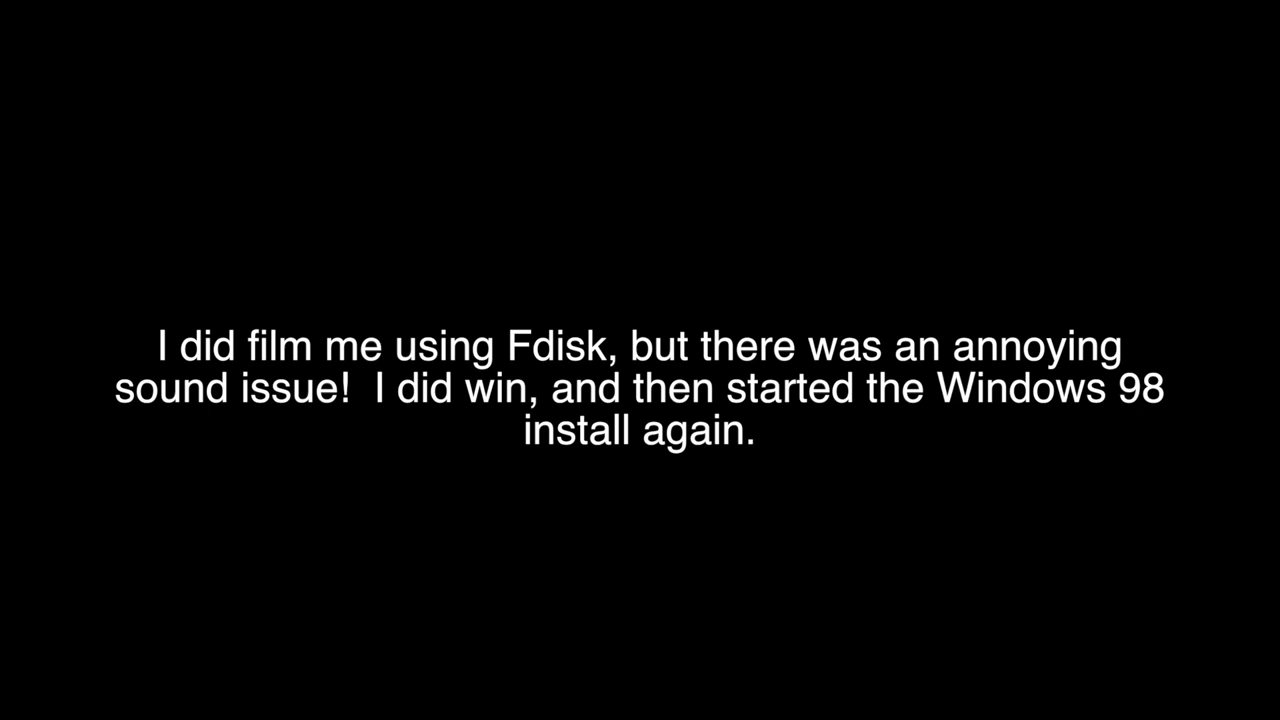 I did film me using Fdisk, but there was an annoying
sound issue!  I did win, and then started the Windows 98
install again.